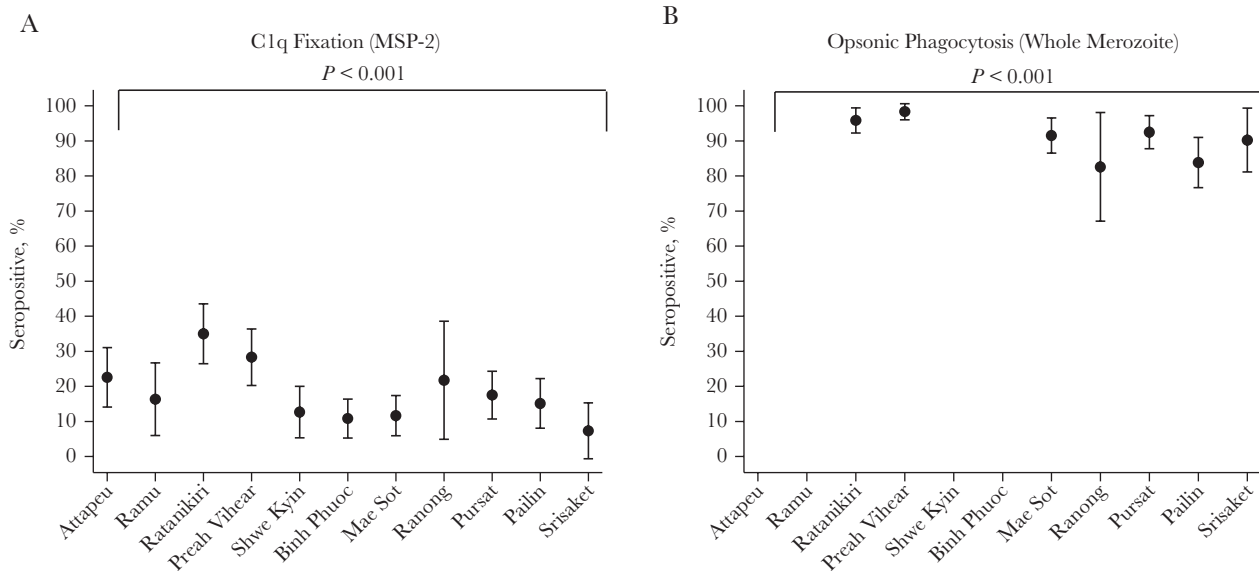 A
C1q Fixation (MSP-2)
P < 0.001
Seropositive, %
100
90
80
70
60
50
40
30
20
10
0
Attapeu
Ramu
Ratanikiri
Preah Vihear
Shwe Kyin
Binh Phuoc
Mae Sot
Ranong
Pursat
Pailin
Srisaket
B
Opsonic Phagocytosis (Whole Merozoite)
P < 0.001
Seropositive, %
100
90
80
70
60
50
40
30
20
10
0
Attapeu
Ramu
Ratanikiri
Preah Vihear
Shwe Kyin
Binh Phuoc
Mac Sot
Ranong
Pursat
Pailin
Srisaket